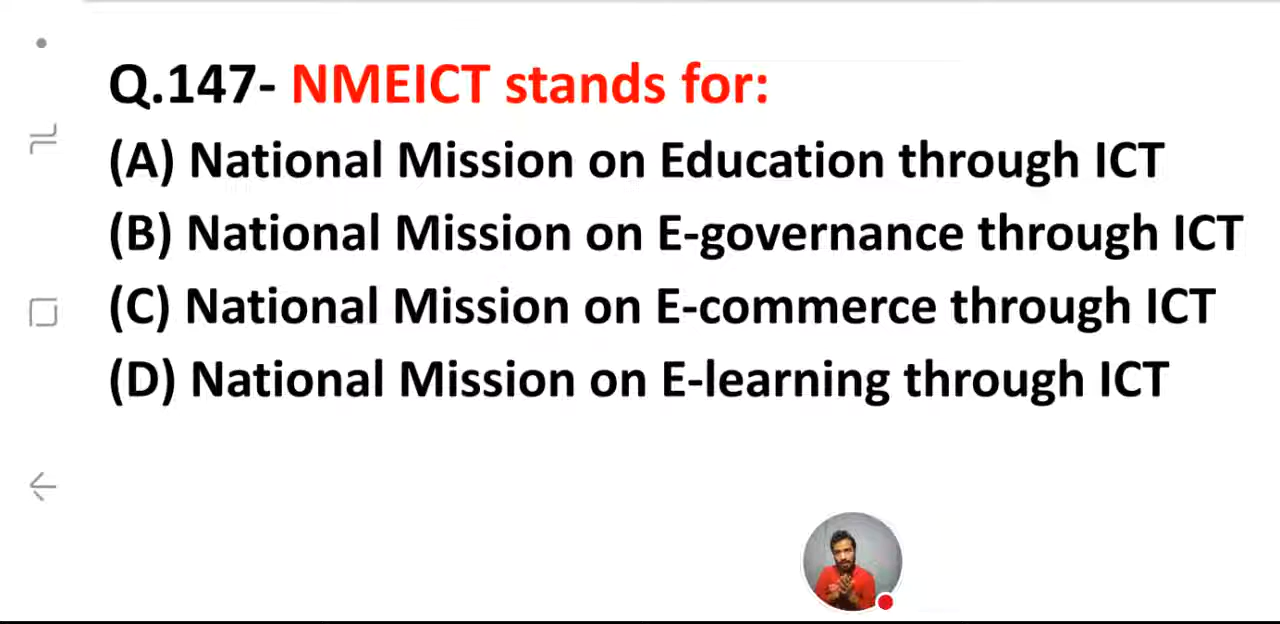 Q.147- NMEICT stands for:
(A) National Mission on Education through ICT
(B) National Mission on E-governance through ICT
(C) National Mission on E-commerce through ICT
(D) National Mission on E-learning through ICT